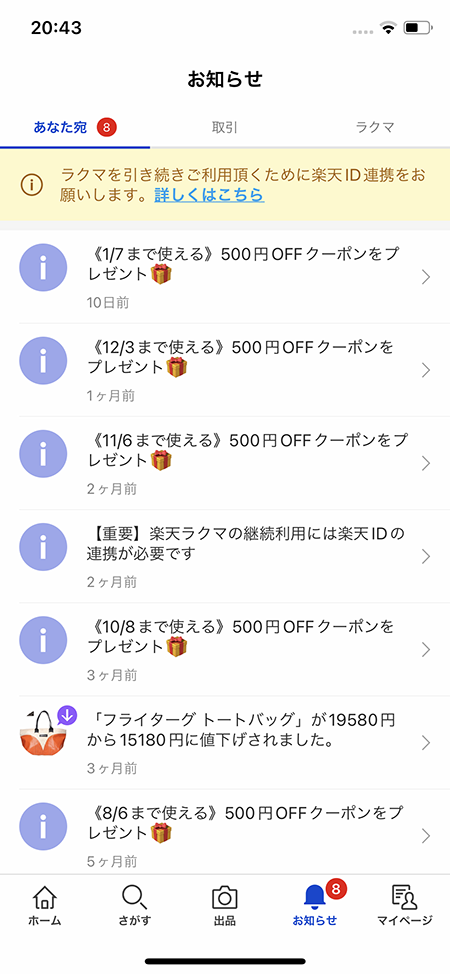 20:43
お知らせ
あなた宛 8
取引
ラクマ
ラクマを引き続きご利用頂くために楽天ID連携をお
願いします。詳しくはこちら
《1/7まで使える》500円OFFクーポンをプ
レゼント🎁
10日前
《12/3まで使える》500円OFFクーポンを
プレゼント🎁
1ヶ月前
《11/6まで使える》500円OFFクーポンをプ
レゼント🎁
2ヶ月前
【重要】楽天ラクマの継続利用には楽天IDの
連携が必要です
2ヶ月前
《10/8まで使える》500円OFFクーポンを
プレゼント🎁
3ヶ月前
「フライターグ トートバッグ」が19580円
から15180円に値下げされました。
3ヶ月前
《8/6まで使える》500円OFFクーポンをプ
レゼント🎁
5ヶ月前
8
ホーム
さがす
出品
お知らせ
マイページ